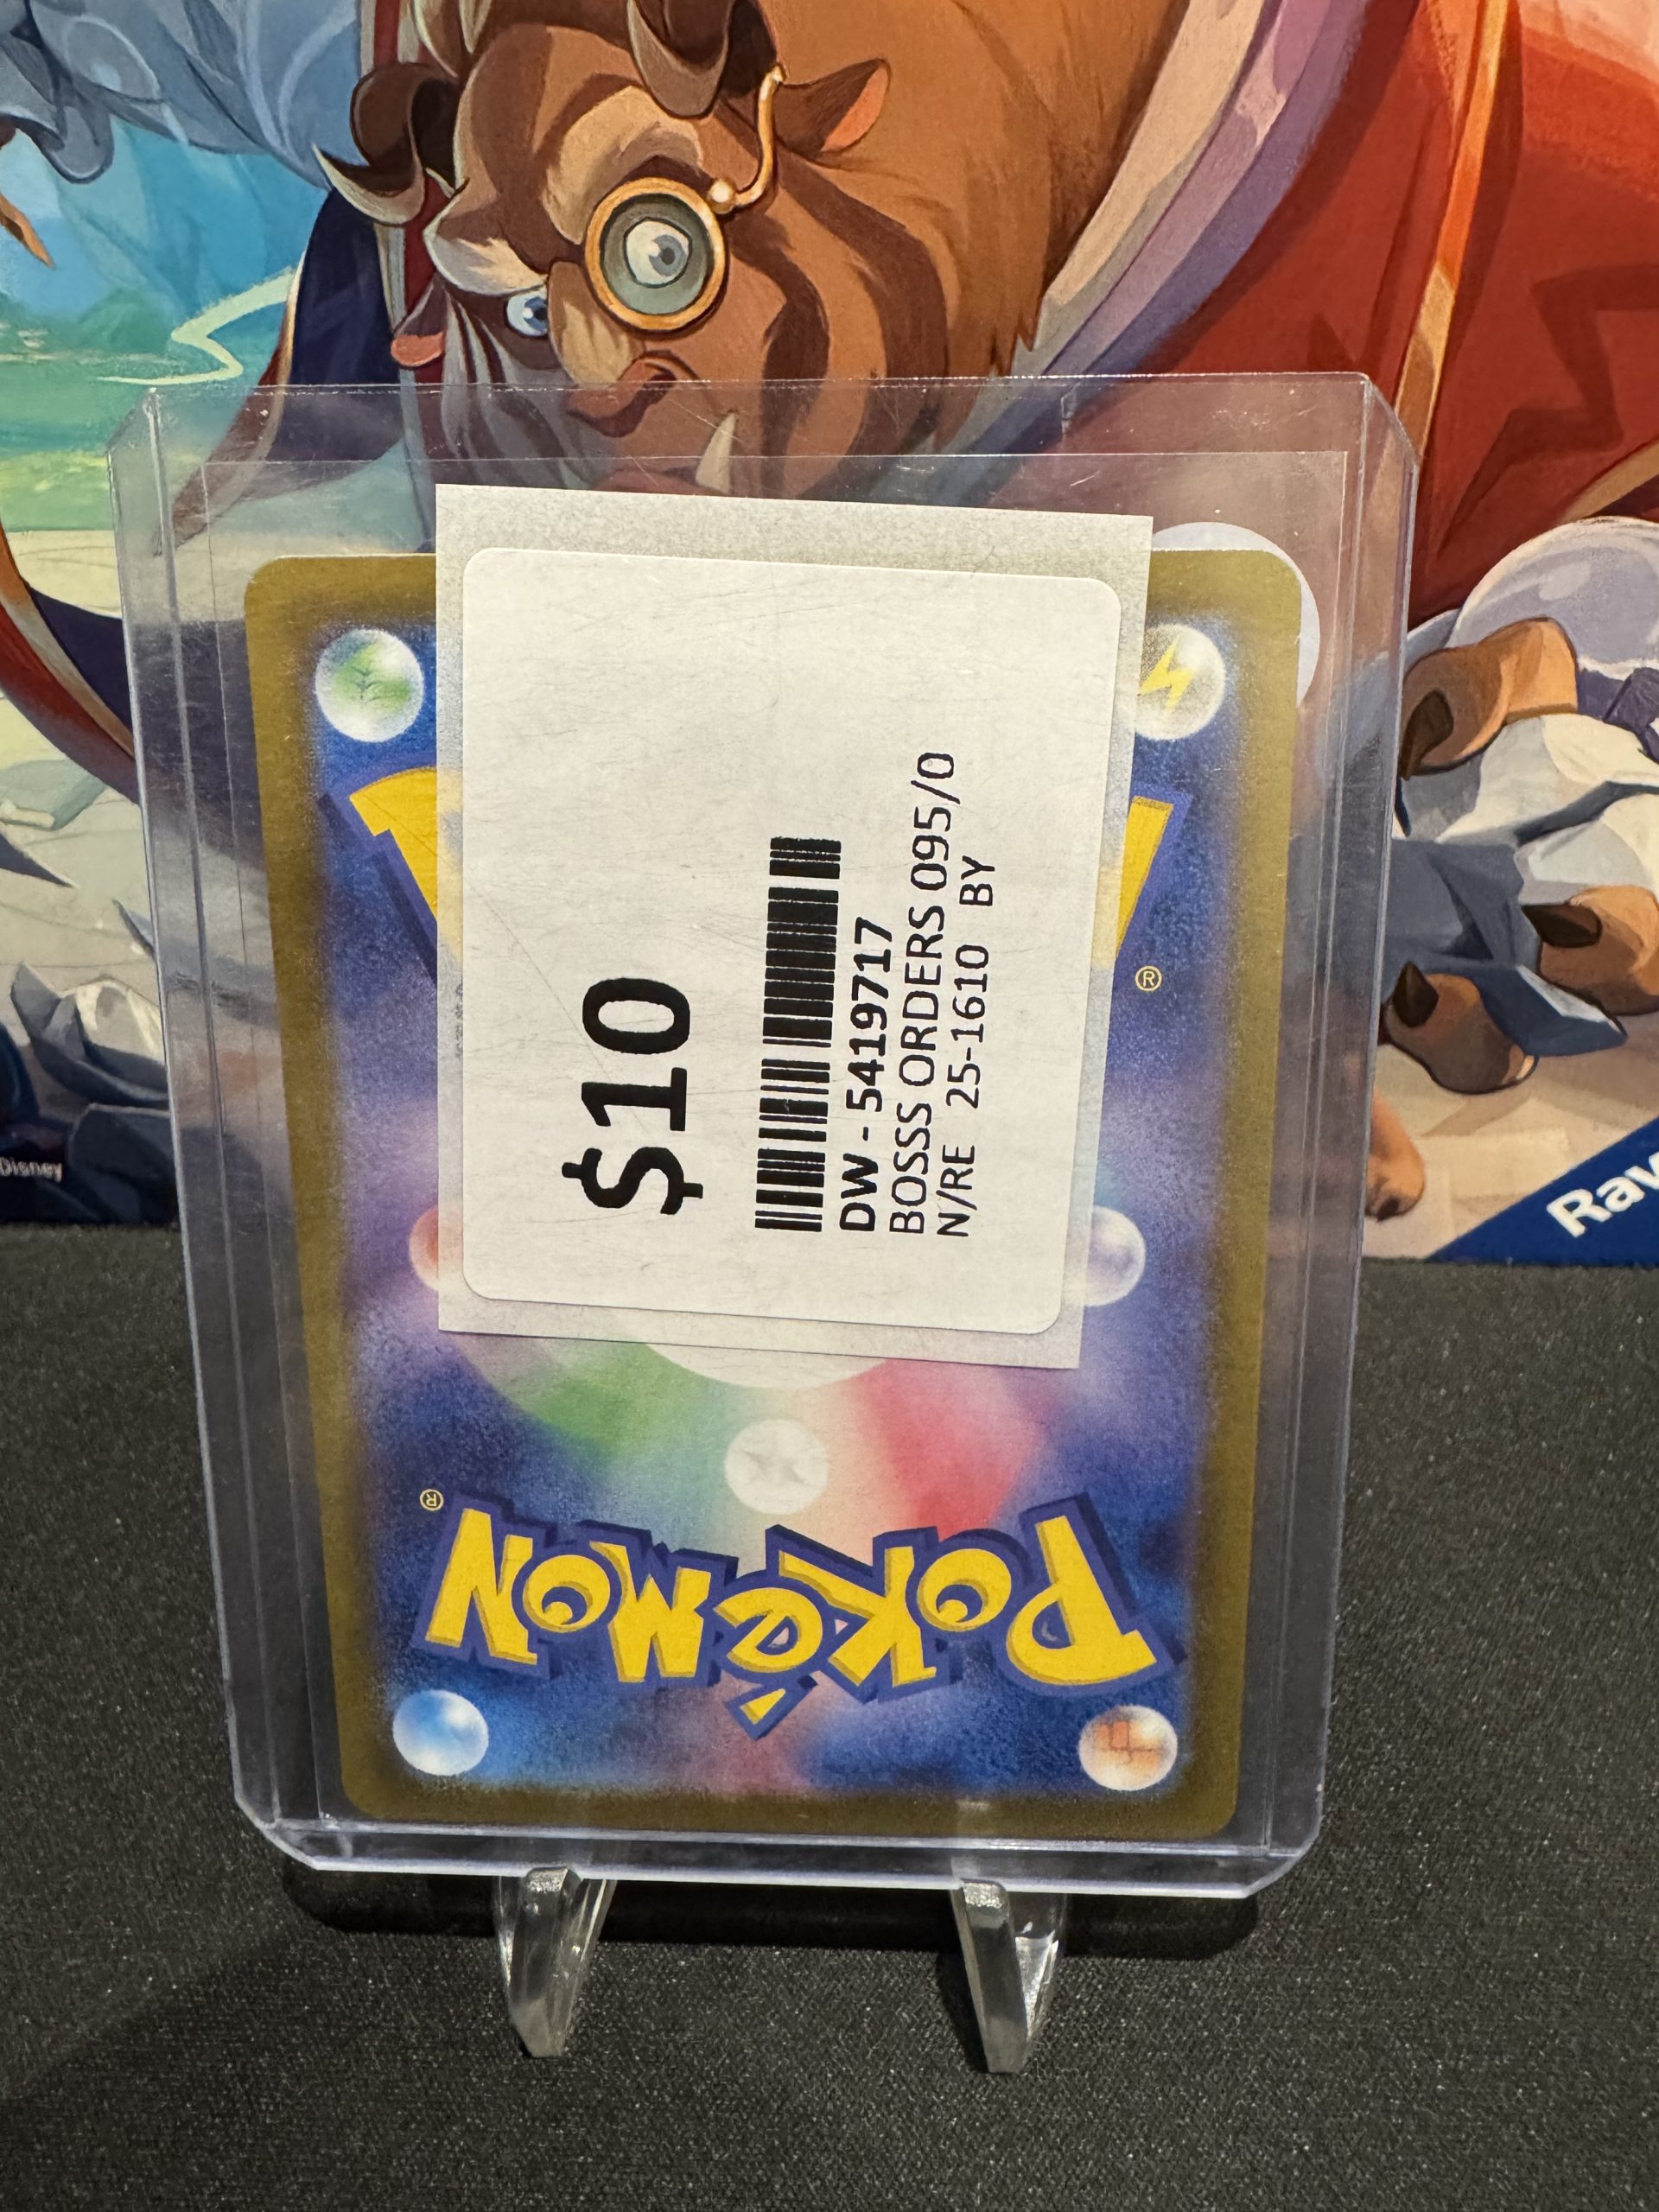 $10
DW - 5419717
BOSSS ORDERS 095/0
N/RE 25-1610 BY
®
®
POKéMON
Disney
Rav